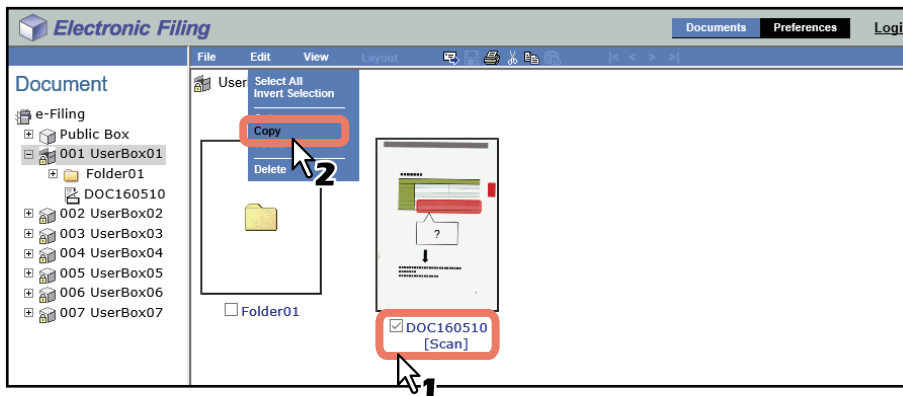 Electronic Filing
Documents Preferences Logi
File Edit View Layout |< < > >|
Document
e-Filing
Public Box
001 UserBox01
Folder01
DOC160510
002 UserBox02
003 UserBox03
004 UserBox04
005 UserBox05
006 UserBox06
007 UserBox07
User
Select All
Invert Selection
Copy
Delete
2
?
Folder01
DOC160510
[Scan]
1